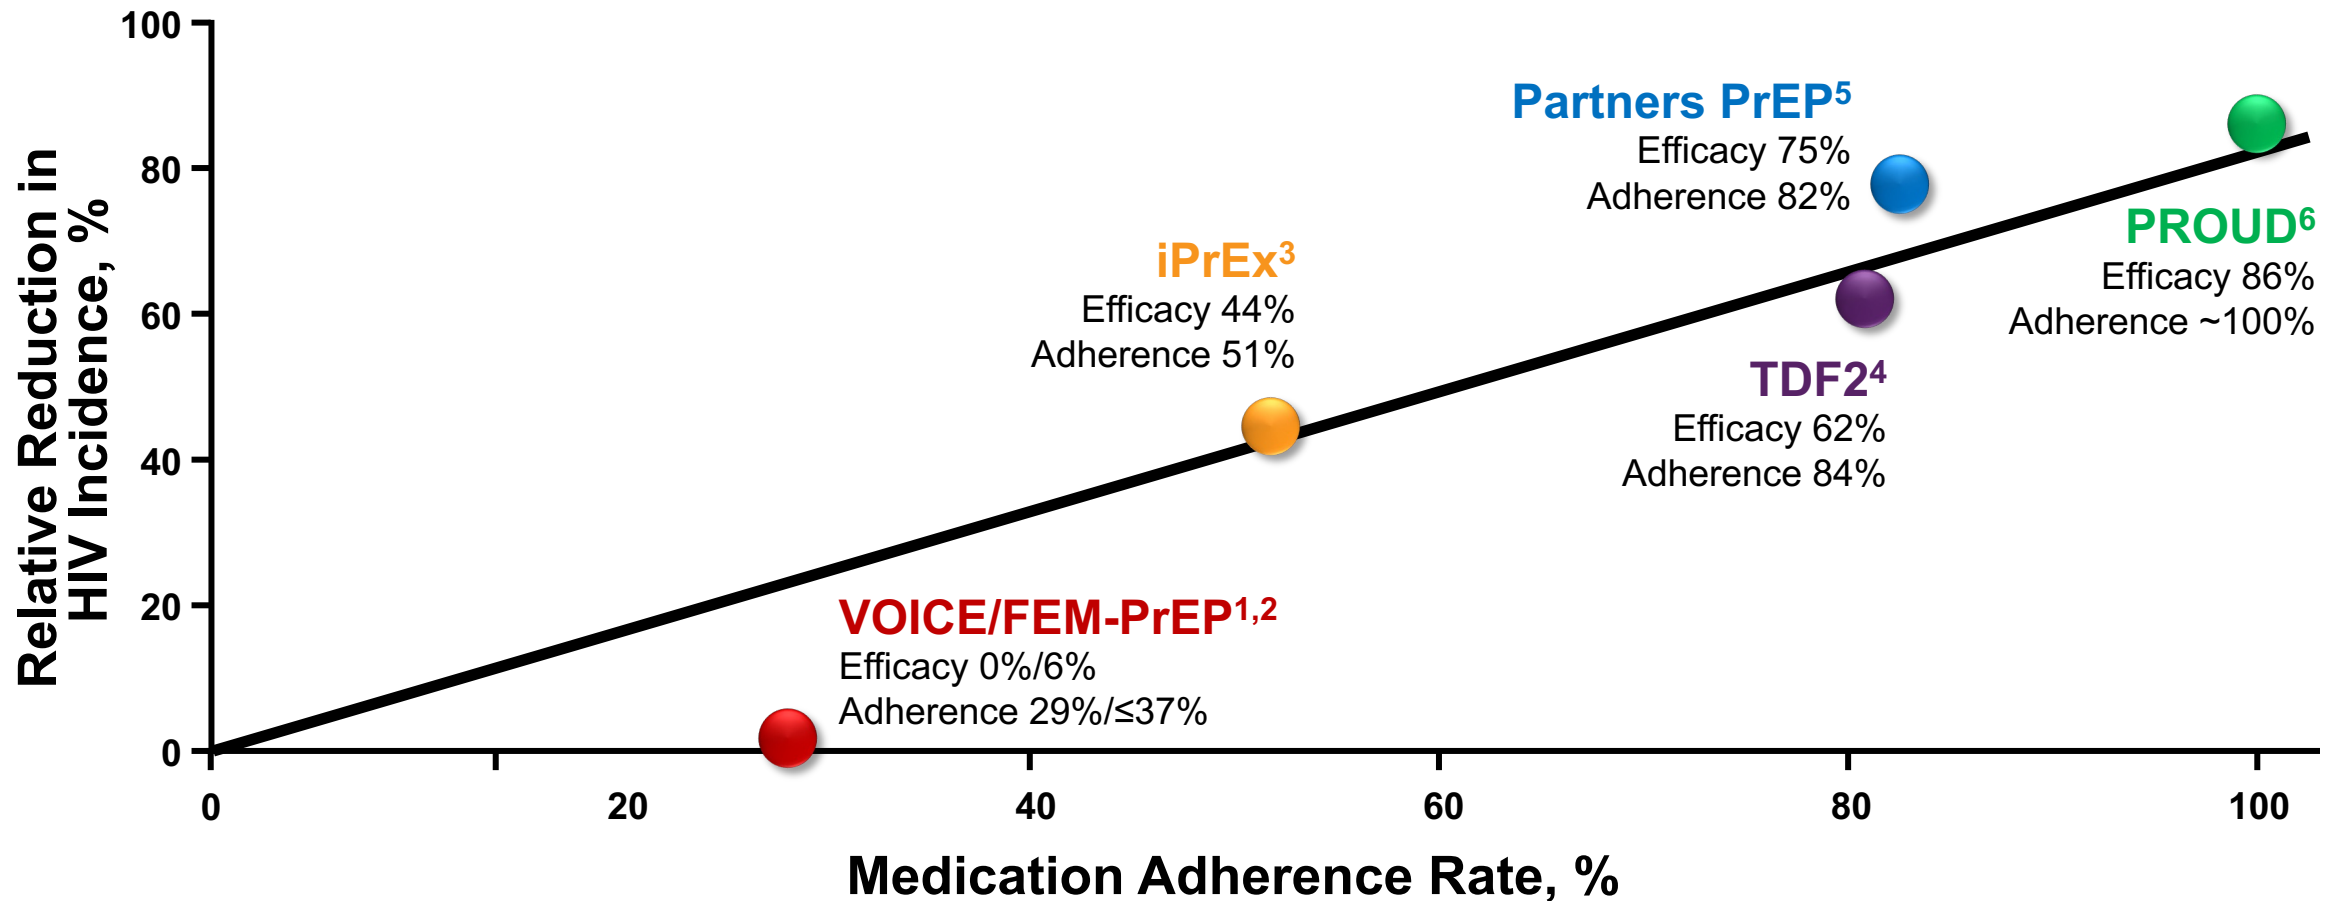 Relative Reduction in
HIV Incidence, %
100
80
60
40
20
0
Partners PrEP⁵
Efficacy 75%
Adherence 82%
iPrEx³
Efficacy 44%
Adherence 51%
PROUD⁶
Efficacy 86%
Adherence ~100%
TDF2⁴
Efficacy 62%
Adherence 84%
VOICE/FEM-PrEP¹,²
Efficacy 0%/6%
Adherence 29%/≤37%
0 20 40 60 80 100
Medication Adherence Rate, %